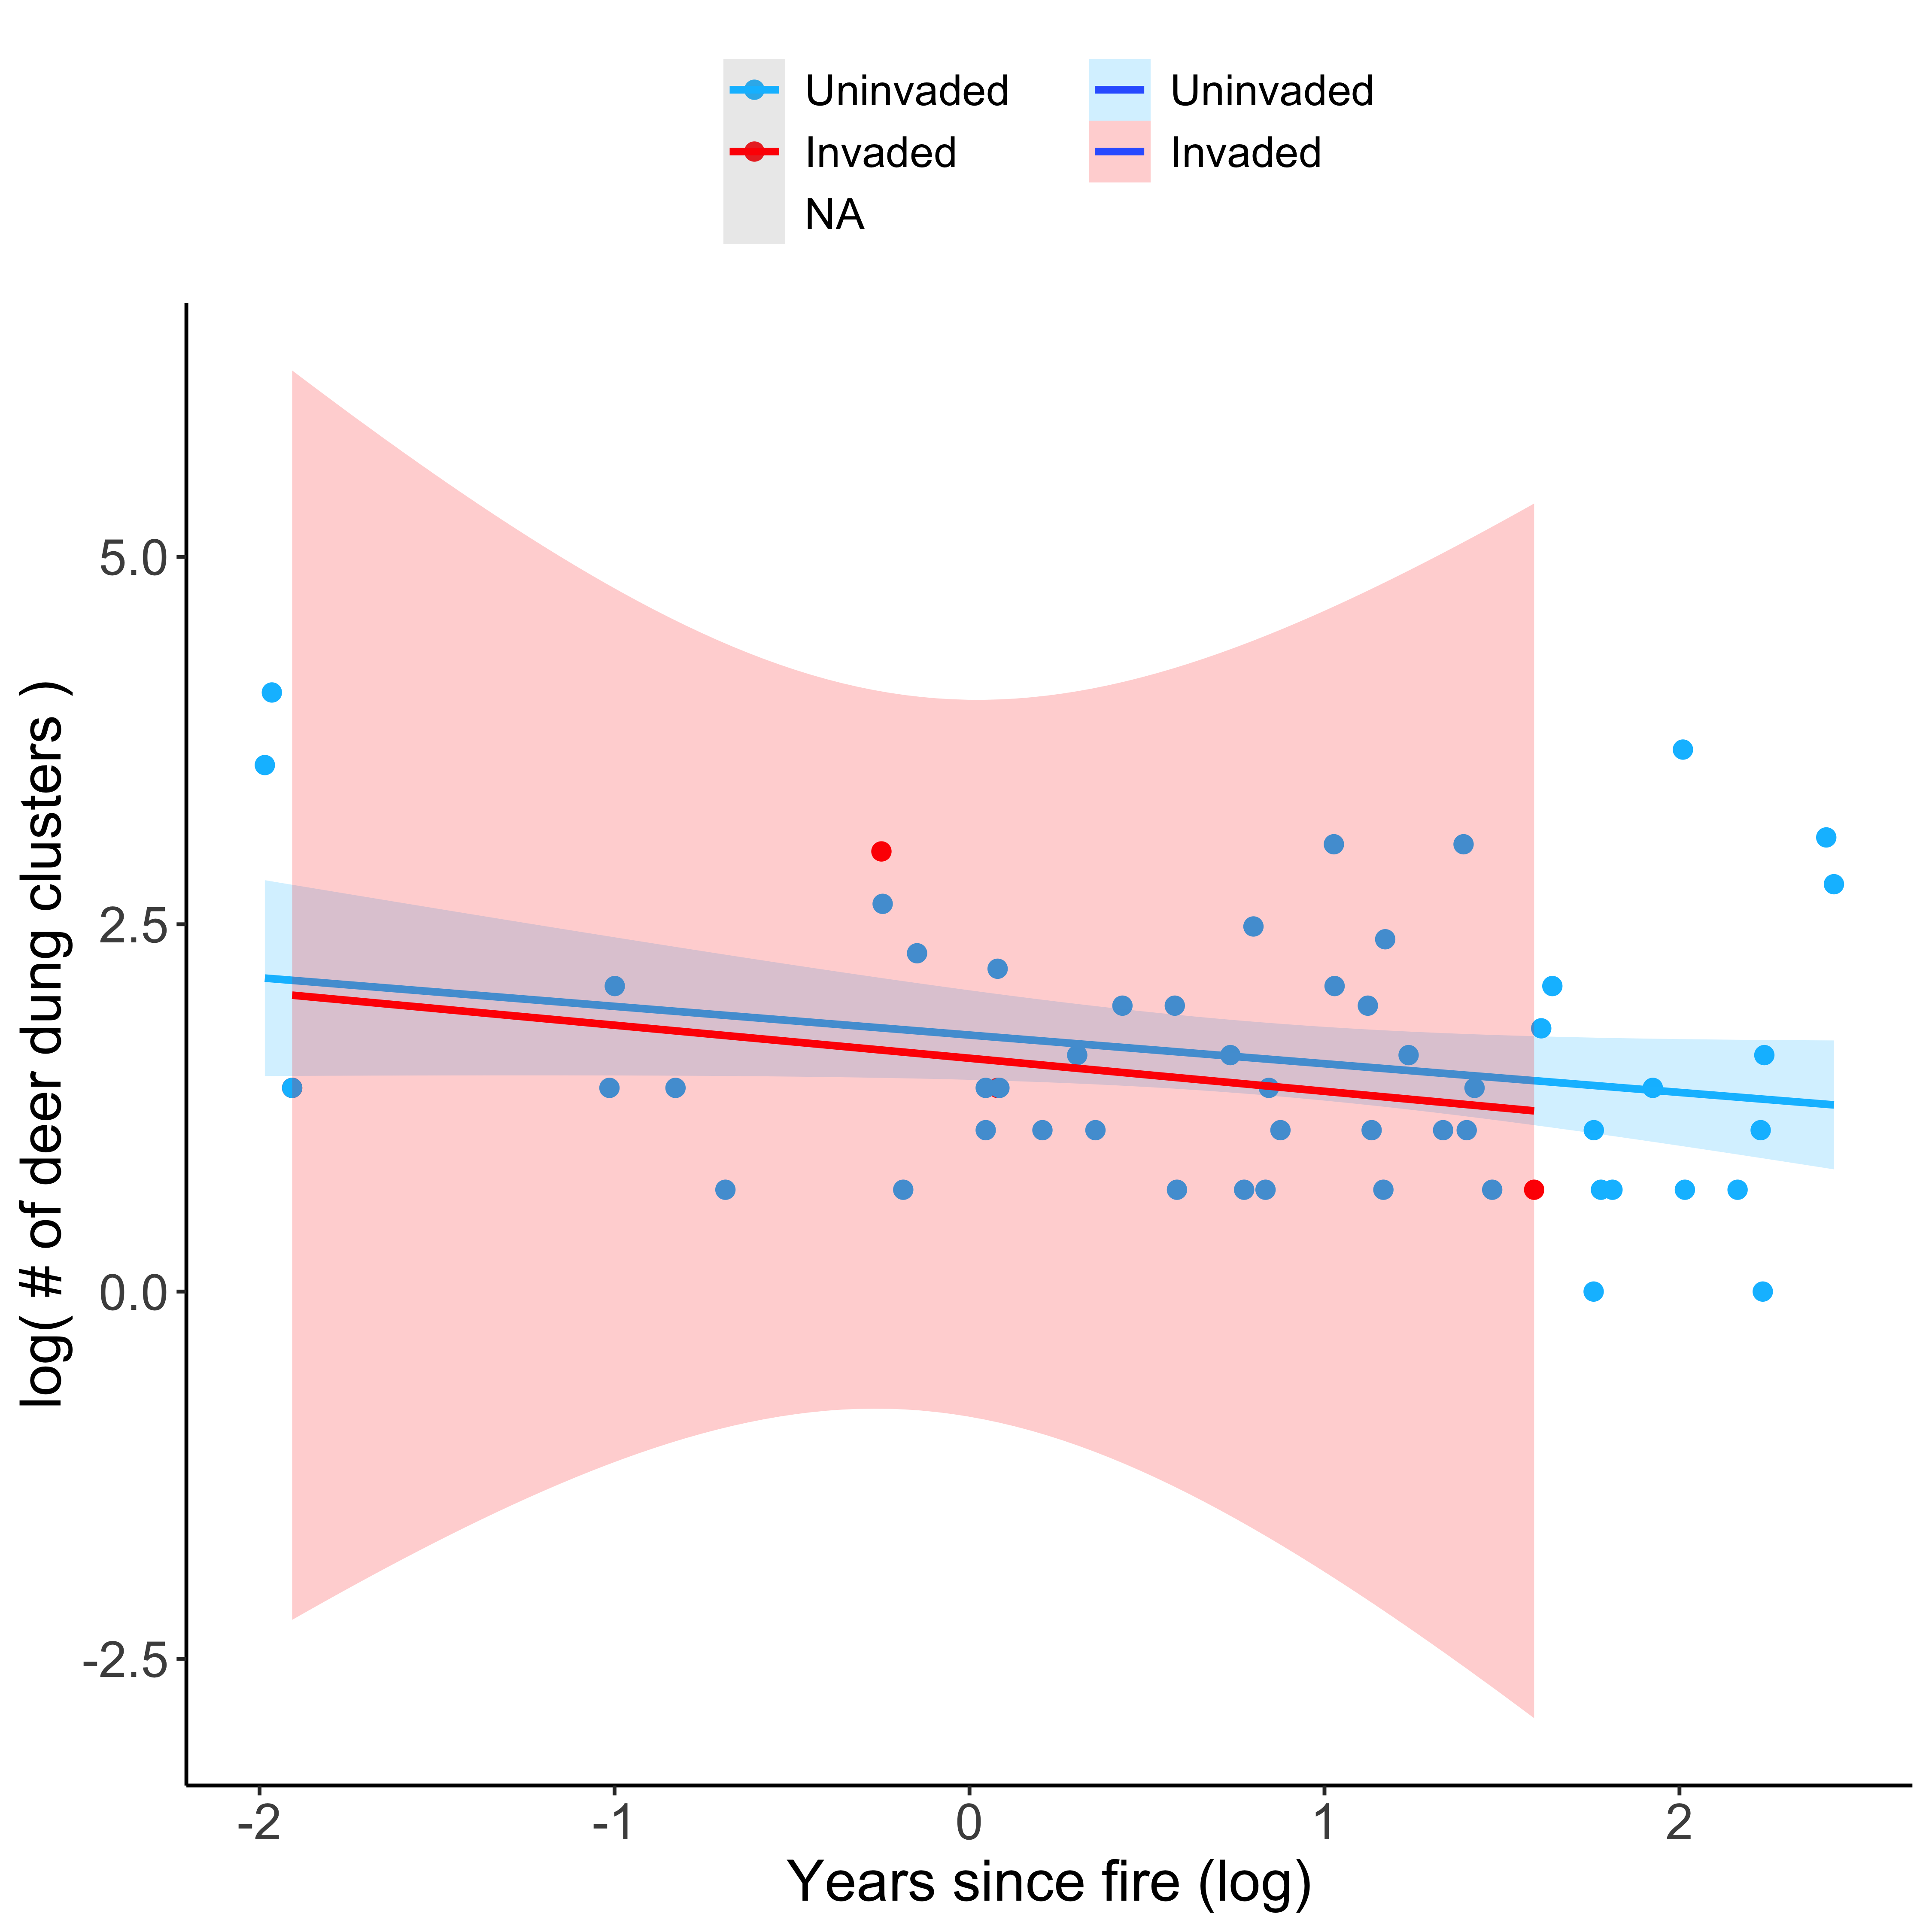 Uninvaded
Invaded
NA
Uninvaded
Invaded
log( # of deer dung clusters )
5.0
2.5
0.0
-2.5
-2
-1
0
1
2
Years since fire (log)